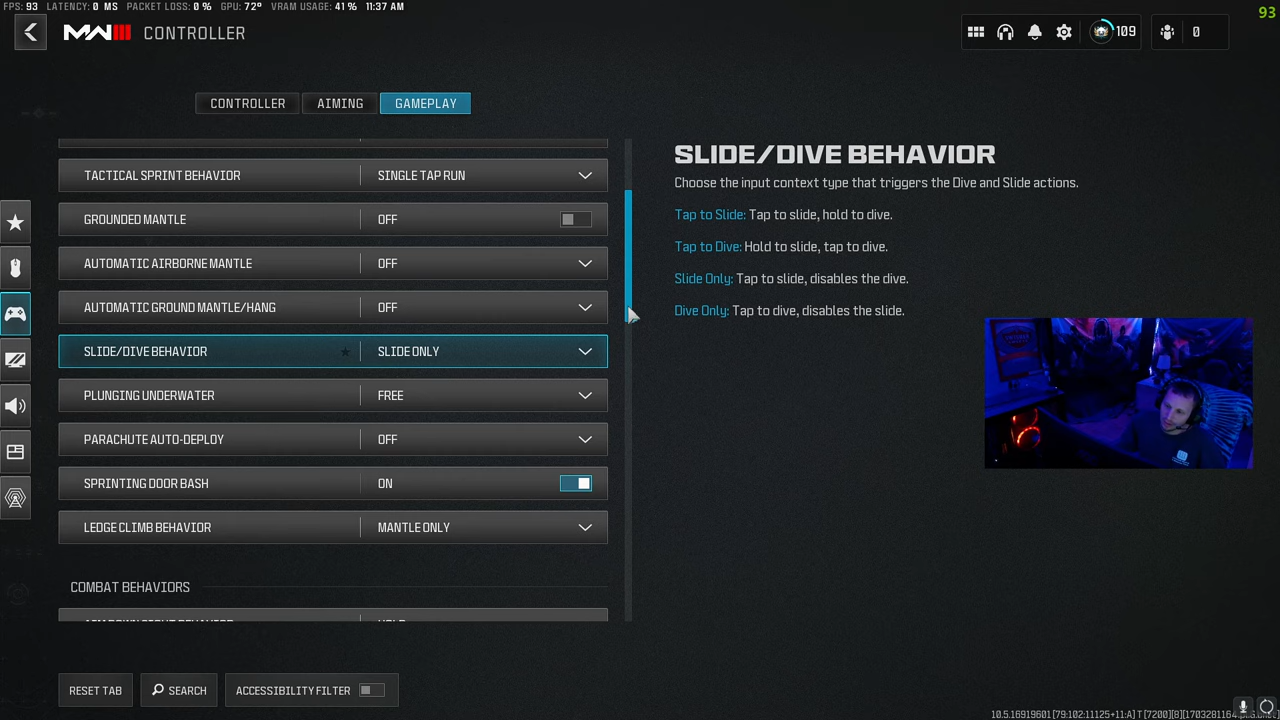 FPS: 93 LATENCY: 0 MS PACKET LOSS: 0 % GPU: 72° VRAM USAGE: 41 % 11:37 AM
93
MWIII CONTROLLER
109
0
CONTROLLER AIMING GAMEPLAY
TACTICAL SPRINT BEHAVIOR SINGLE TAP RUN
GROUNDED MANTLE OFF
AUTOMATIC AIRBORNE MANTLE OFF
AUTOMATIC GROUND MANTLE/HANG OFF
SLIDE/DIVE BEHAVIOR SLIDE ONLY
PLUNGING UNDERWATER FREE
PARACHUTE AUTO-DEPLOY OFF
SPRINTING DOOR BASH ON
LEDGE CLIMB BEHAVIOR MANTLE ONLY
COMBAT BEHAVIORS
AIM DOWN SIGHT BEHAVIOR HOLD
SLIDE/DIVE BEHAVIOR
Choose the input context type that triggers the Dive and Slide actions.
Tap to Slide: Tap to slide, hold to dive.
Tap to Dive: Hold to slide, tap to dive.
Slide Only: Tap to slide, disables the dive.
Dive Only: Tap to dive, disables the slide.
RESET TAB SEARCH ACCESSIBILITY FILTER